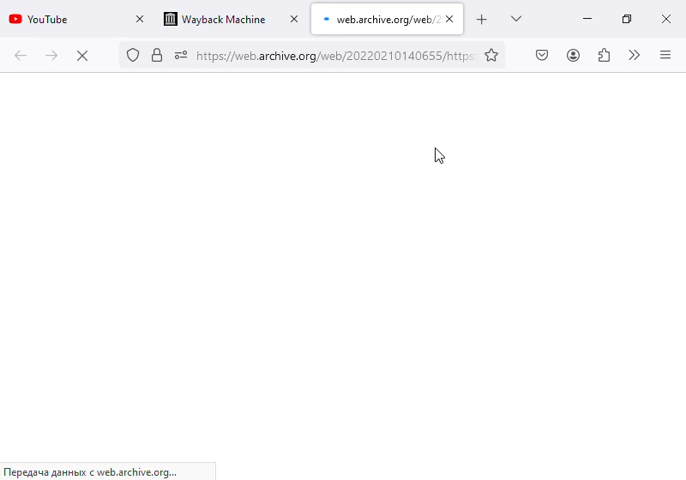 YouTube
Wayback Machine
web.archive.org/web/2
https://web.archive.org/web/20220210140655/https:
Передача данных с web.archive.org...